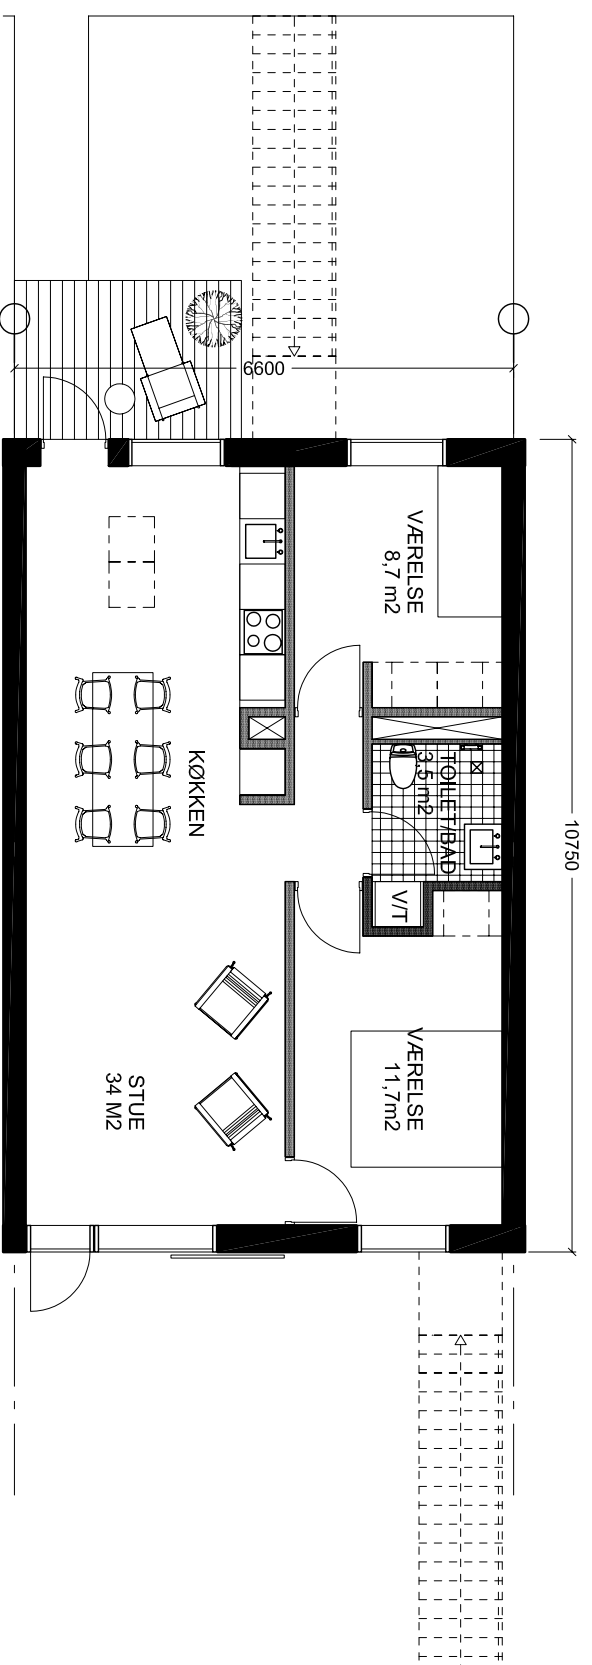 6600
VÆRELSE
8,7 m2
TOILET/BAD
3,5 m2
KØKKEN
10750
V/T
VÆRELSE
11,7m2
STUE
34 M2